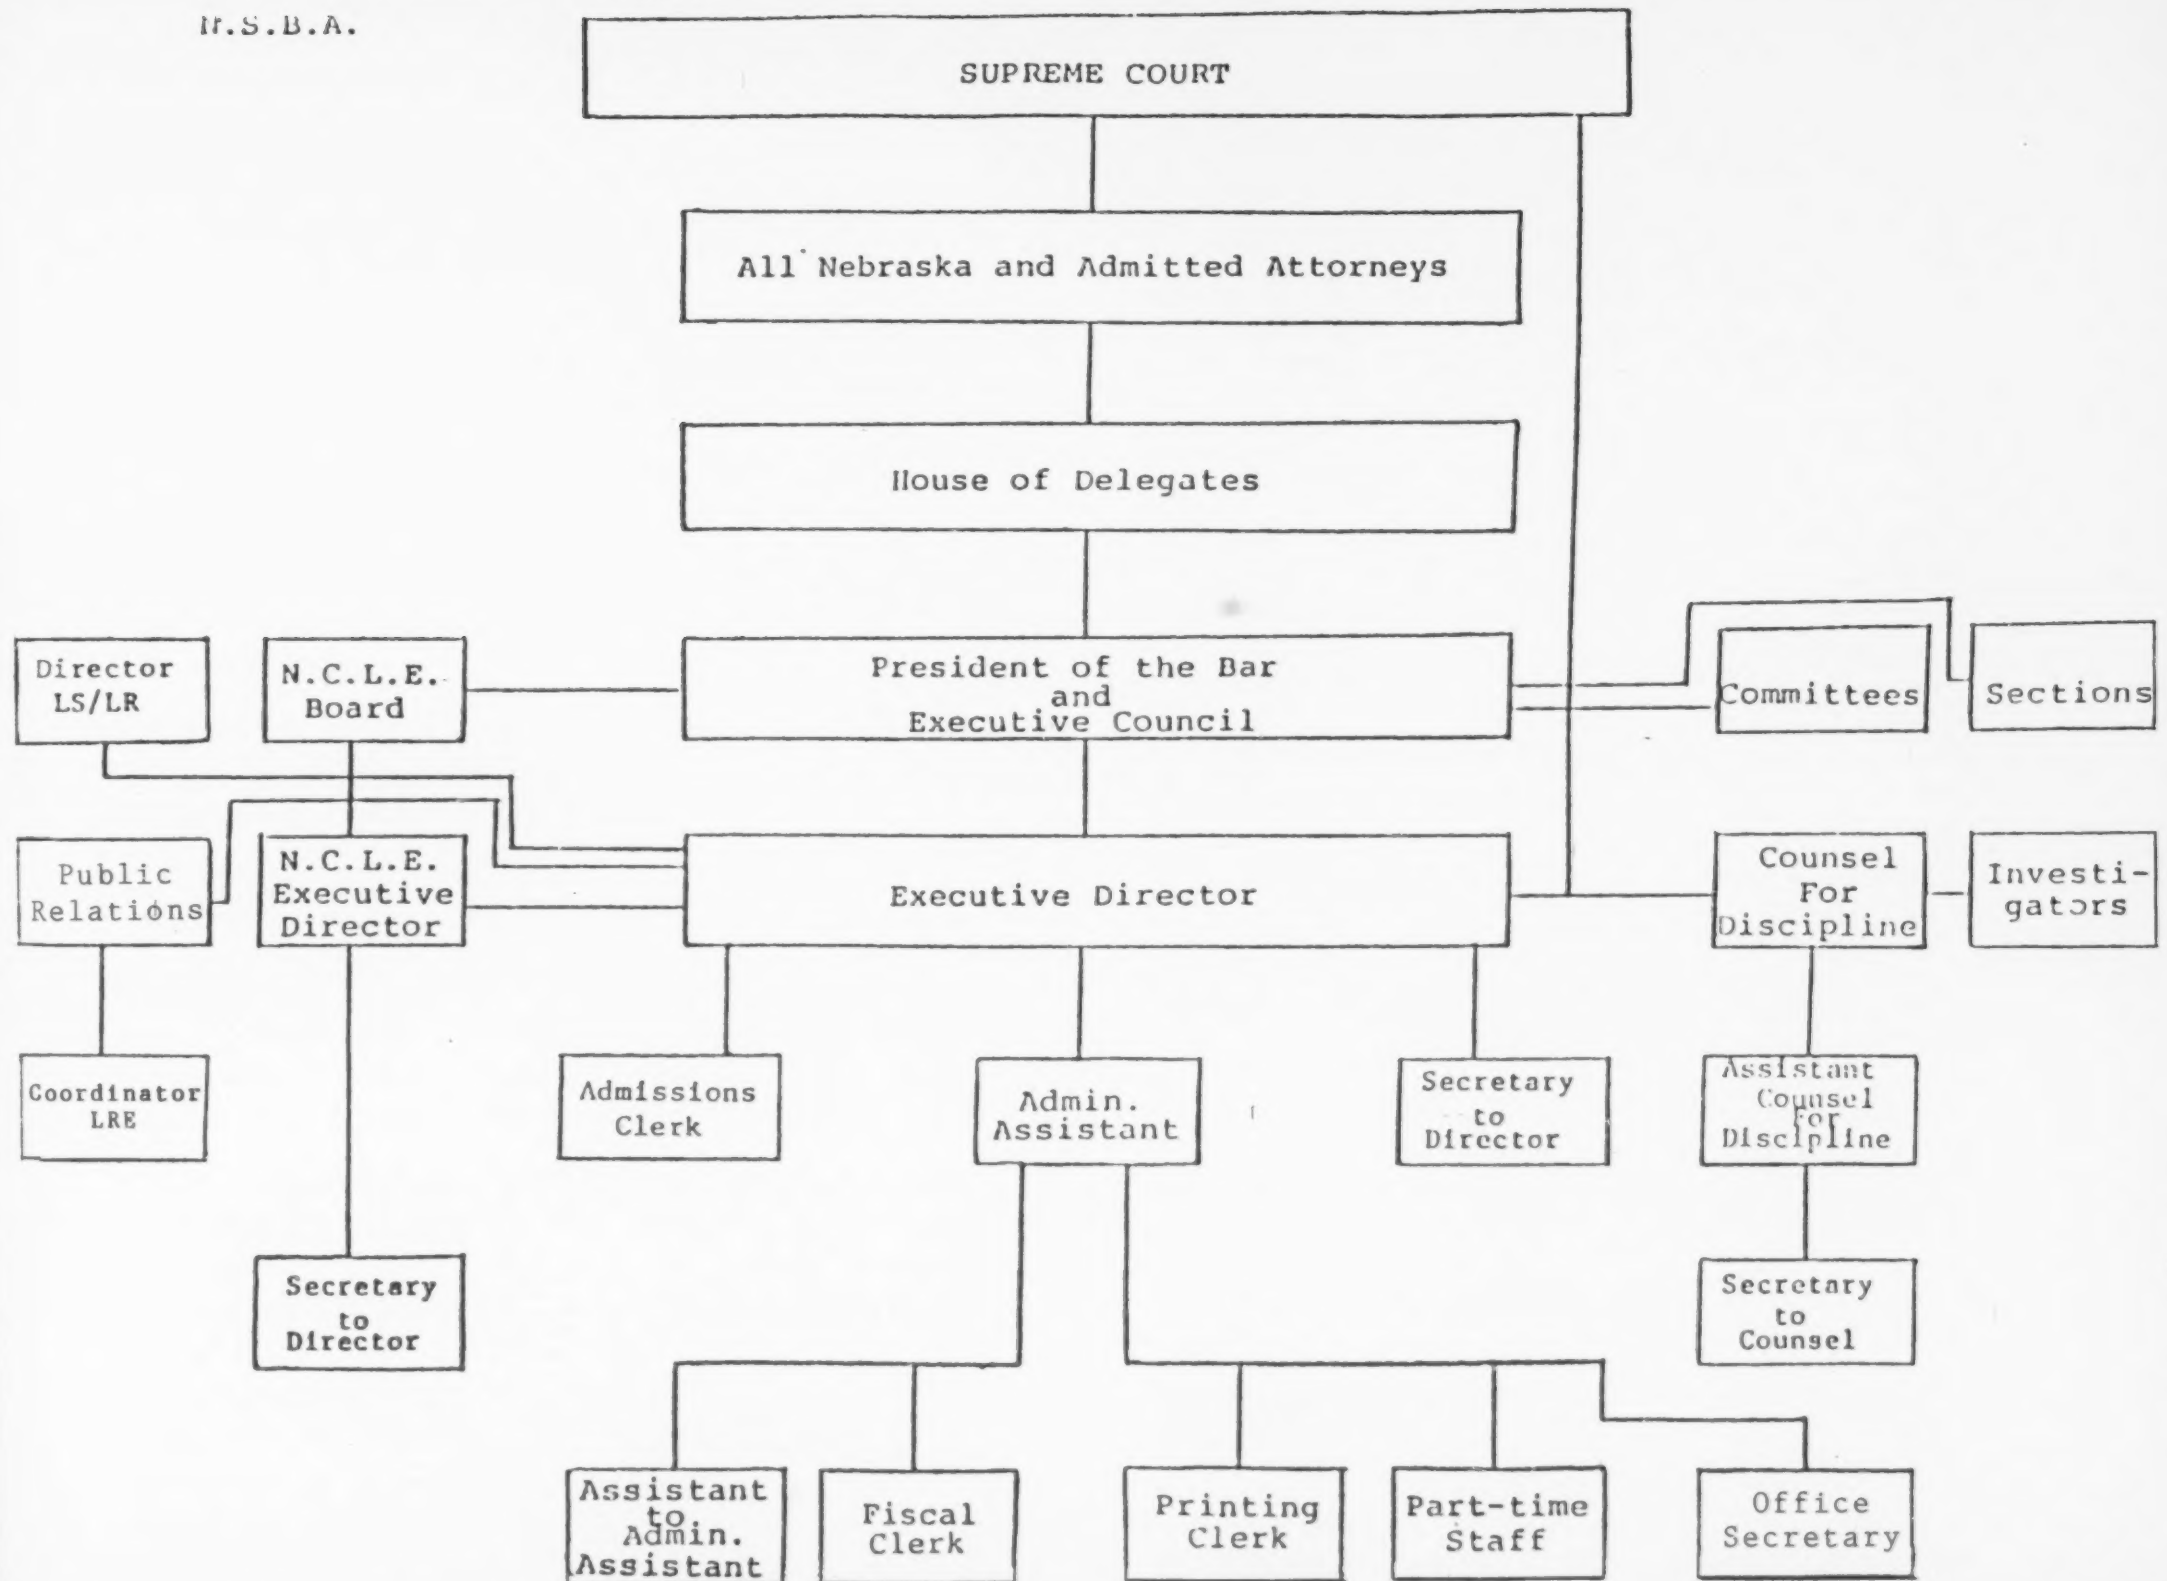 N.S.B.A.
SUPREME COURT
All Nebraska and Admitted Attorneys
House of Delegates
Director
LS/LR
N.C.L.E.
Board
President of the Bar
and
Executive Council
Committees
Sections
Public
Relations
N.C.L.E.
Executive
Director
Executive Director
Counsel
For
Discipline
Investi-
gators
Coordinator
LRE
Admissions
Clerk
Admin.
Assistant
Secretary
to
Director
Assistant
Counsel
For
Discipline
Secretary
to
Director
Secretary
to
Counsel
Assistant
to
Admin.
Assistant
Fiscal
Clerk
Printing
Clerk
Part-time
Staff
Office
Secretary